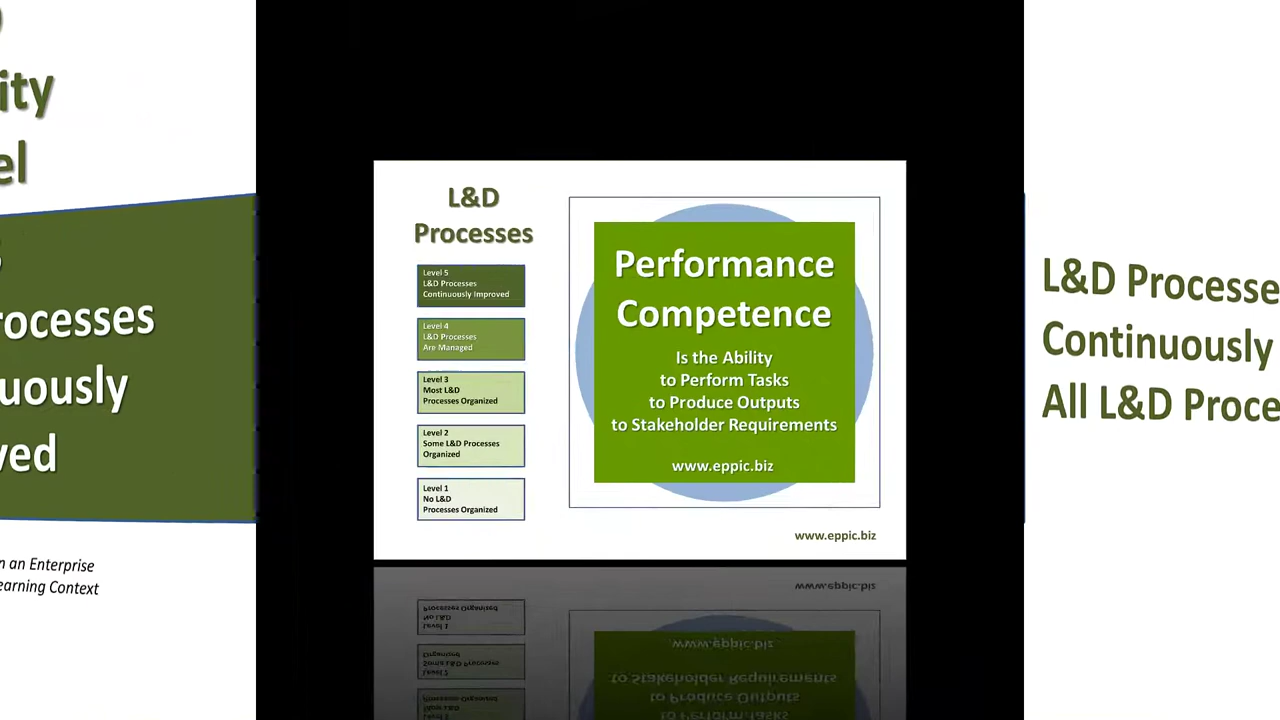 ity
el
rocesses
uously
ved
n an Enterprise
earning Context
L&D
Processes
Level 5
L&D Processes
Continuously Improved
Level 4
L&D Processes
Are Managed
Level 3
Most L&D
Processes Organized
Level 2
Some L&D Processes
Organized
Level 1
No L&D
Processes Organized
Performance
Competence
Is the Ability
to Perform Tasks
to Produce Outputs
to Stakeholder Requirements
www.eppic.biz
www.eppic.biz
L&D Processe
Continuously
All L&D Proce